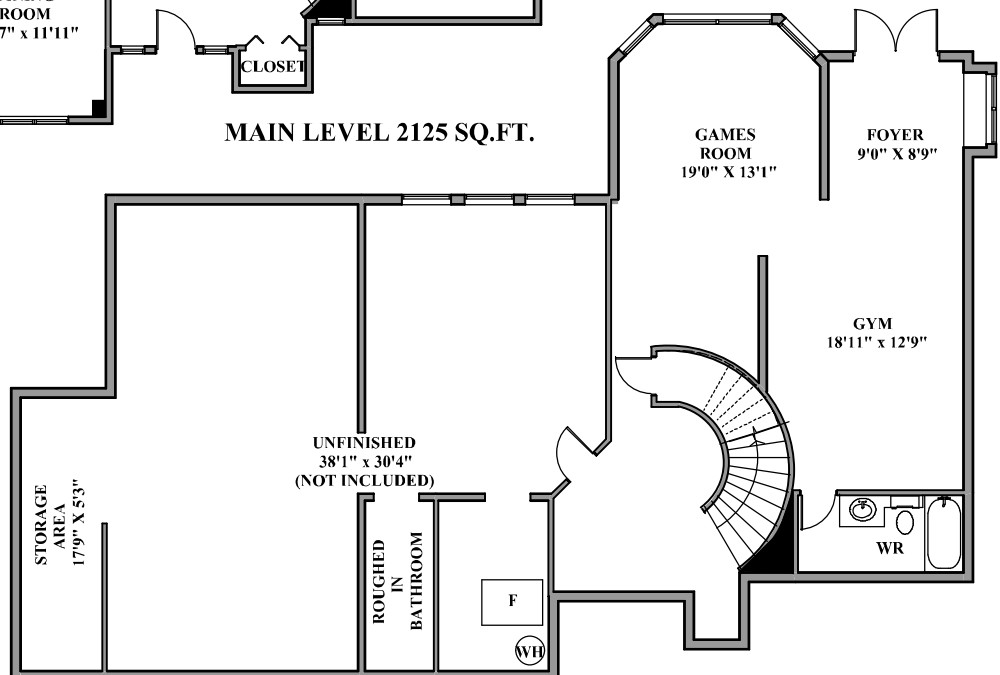 ROOM
7" x 11'11"
CLOSET
MAIN LEVEL 2125 SQ.FT.
GAMES
ROOM
19'0" X 13'1"
FOYER
9'0" X 8'9"
GYM
18'11" x 12'9"
UNFINISHED
38'1" x 30'4"
(NOT INCLUDED)
STORAGE
AREA
17'9" X 5'3"
ROUGHED
IN
BATHROOM
F
WH
WR